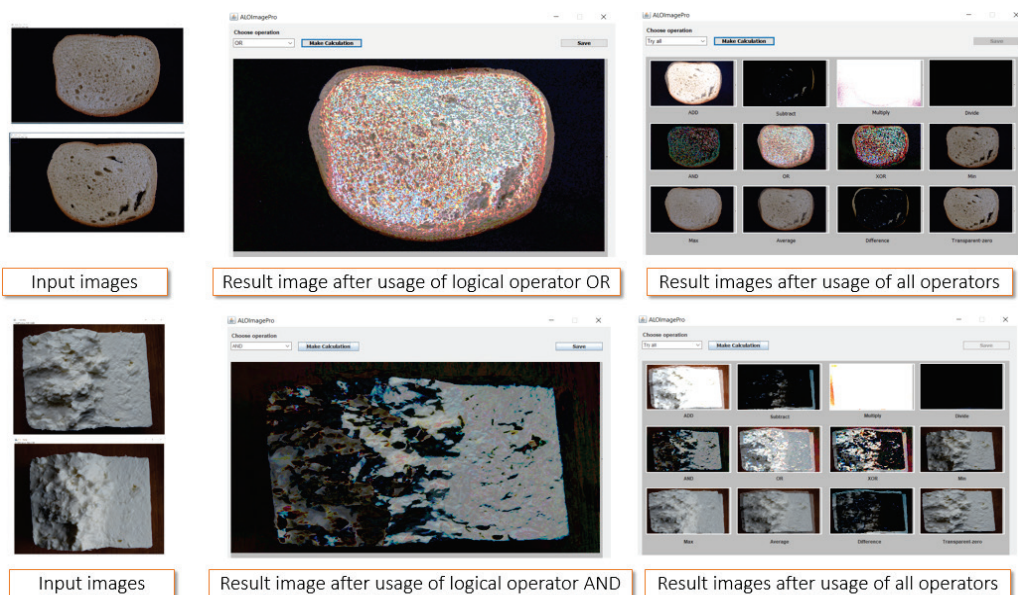 ALOImagePro
Choose operation
OR
Make Calculation
Save
ALOImagePro
Choose operation
Try all
Make Calculation
Save
ADD
Subtract
Multiply
Divide
AND
OR
XOR
Min
Max
Average
Difference
Transparent zero
Input images
Result image after usage of logical operator OR
Result images after usage of all operators
ALOImagePro
Choose operation
AND
Make Calculation
Save
ALOImagePro
Choose operation
Try all
Make Calculation
Save
ADD
Subtract
Multiply
Divide
AND
OR
XOR
Min
Max
Average
Difference
Transparent zero
Input images
Result image after usage of logical operator AND
Result images after usage of all operators